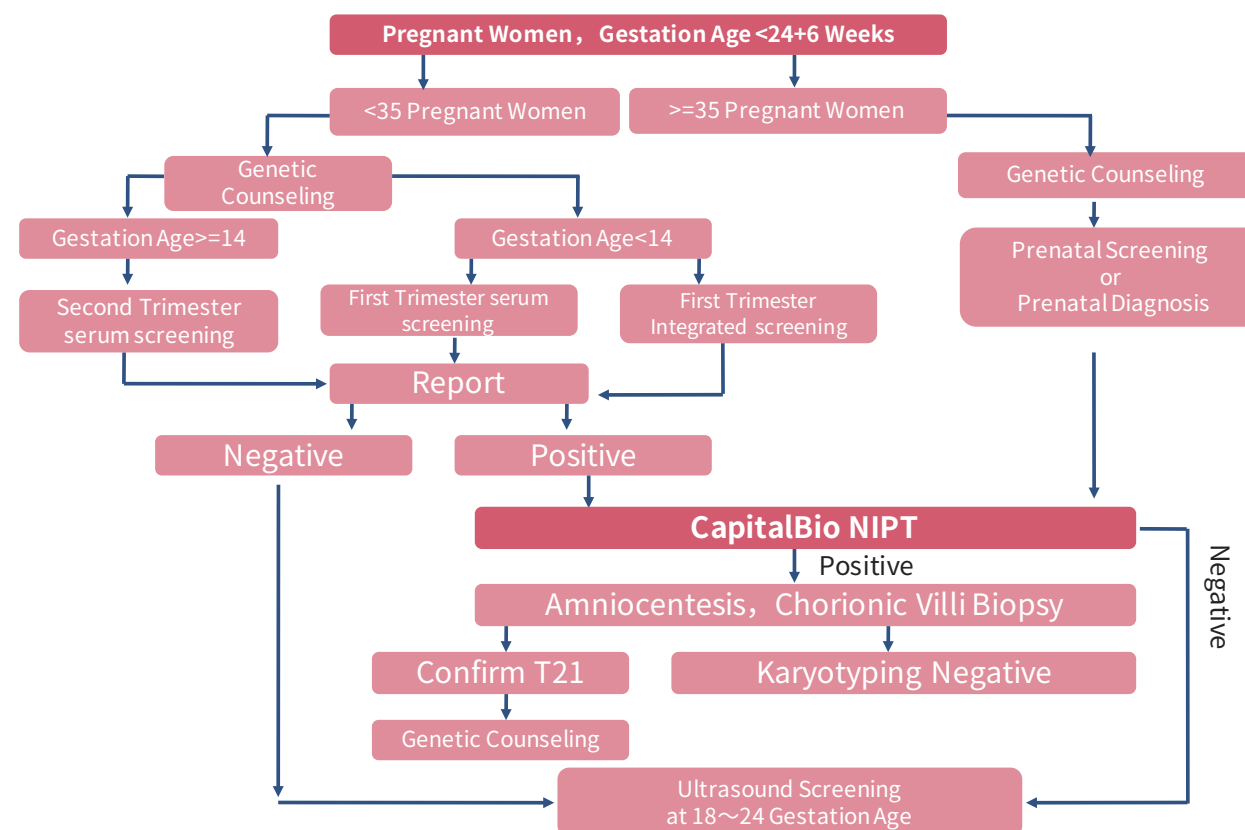 Pregnant Women，Gestation Age <24+6 Weeks
<35 Pregnant Women
>=35 Pregnant Women
Genetic
Counseling
Genetic Counseling
Gestation Age>=14
Gestation Age<14
Prenatal Screening
or
Prenatal Diagnosis
Second Trimester
serum screening
First Trimester serum
screening
First Trimester
Integrated screening
Report
Negative
Positive
CapitalBio NIPT
Positive
Negative
Amniocentesis，Chorionic Villi Biopsy
Confirm T21
Karyotyping Negative
Genetic Counseling
Ultrasound Screening
at 18～24 Gestation Age